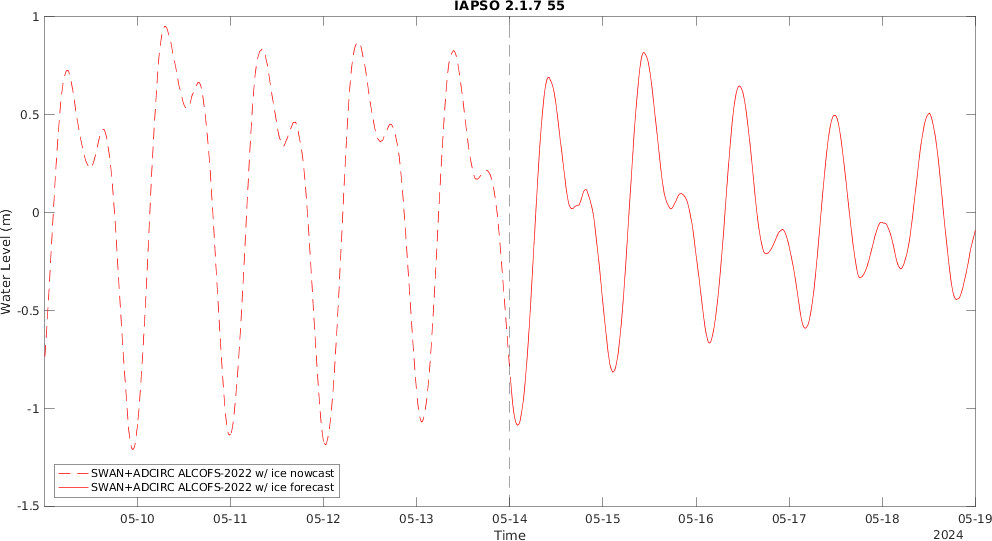 IAPSO 2.1.7 55
Water Level (m)
1
0.5
0
-0.5
-1
-1.5
SWAN+ADCIRC ALCOFS-2022 w/ ice nowcast
SWAN+ADCIRC ALCOFS-2022 w/ ice forecast
05-10 05-11 05-12 05-13 05-14 05-15 05-16 05-17 05-18 05-19
Time
2024